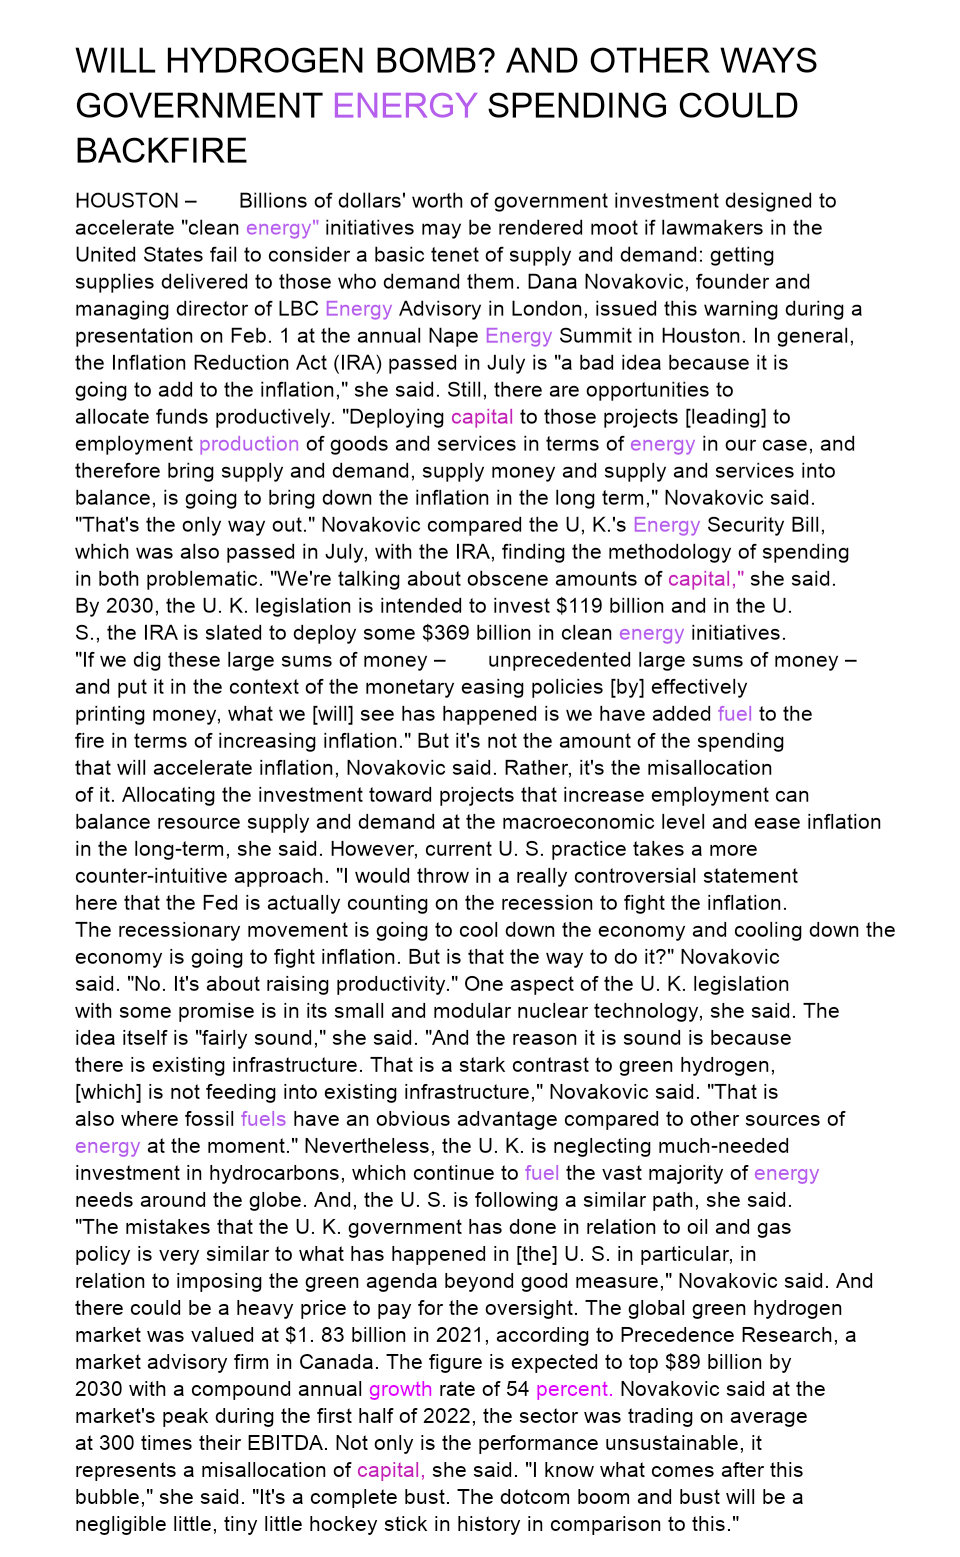 WILL HYDROGEN BOMB? AND OTHER WAYS
GOVERNMENT ENERGY SPENDING COULD
BACKFIRE
HOUSTON – Billions of dollars' worth of government investment designed to
accelerate "clean energy" initiatives may be rendered moot if lawmakers in the
United States fail to consider a basic tenet of supply and demand: getting
supplies delivered to those who demand them. Dana Novakovic, founder and
managing director of LBC Energy Advisory in London, issued this warning during a
presentation on Feb. 1 at the annual Nape Energy Summit in Houston. In general,
the Inflation Reduction Act (IRA) passed in July is "a bad idea because it is
going to add to the inflation," she said. Still, there are opportunities to
allocate funds productively. "Deploying capital to those projects [leading] to
employment production of goods and services in terms of energy in our case, and
therefore bring supply and demand, supply money and supply and services into
balance, is going to bring down the inflation in the long term," Novakovic said.
"That's the only way out." Novakovic compared the U, K.'s Energy Security Bill,
which was also passed in July, with the IRA, finding the methodology of spending
in both problematic. "We're talking about obscene amounts of capital," she said.
By 2030, the U. K. legislation is intended to invest $119 billion and in the U.
S., the IRA is slated to deploy some $369 billion in clean energy initiatives.
"If we dig these large sums of money – unprecedented large sums of money –
and put it in the context of the monetary easing policies [by] effectively
printing money, what we [will] see has happened is we have added fuel to the
fire in terms of increasing inflation." But it's not the amount of the spending
that will accelerate inflation, Novakovic said. Rather, it's the misallocation
of it. Allocating the investment toward projects that increase employment can
balance resource supply and demand at the macroeconomic level and ease inflation
in the long-term, she said. However, current U. S. practice takes a more
counter-intuitive approach. "I would throw in a really controversial statement
here that the Fed is actually counting on the recession to fight the inflation.
The recessionary movement is going to cool down the economy and cooling down the
economy is going to fight inflation. But is that the way to do it?" Novakovic
said. "No. It's about raising productivity." One aspect of the U. K. legislation
with some promise is in its small and modular nuclear technology, she said. The
idea itself is "fairly sound," she said. "And the reason it is sound is because
there is existing infrastructure. That is a stark contrast to green hydrogen,
[which] is not feeding into existing infrastructure," Novakovic said. "That is
also where fossil fuels have an obvious advantage compared to other sources of
energy at the moment." Nevertheless, the U. K. is neglecting much-needed
investment in hydrocarbons, which continue to fuel the vast majority of energy
needs around the globe. And, the U. S. is following a similar path, she said.
"The mistakes that the U. K. government has done in relation to oil and gas
policy is very similar to what has happened in [the] U. S. in particular, in
relation to imposing the green agenda beyond good measure," Novakovic said. And
there could be a heavy price to pay for the oversight. The global green hydrogen
market was valued at $1. 83 billion in 2021, according to Precedence Research, a
market advisory firm in Canada. The figure is expected to top $89 billion by
2030 with a compound annual growth rate of 54 percent. Novakovic said at the
market's peak during the first half of 2022, the sector was trading on average
at 300 times their EBITDA. Not only is the performance unsustainable, it
represents a misallocation of capital, she said. "I know what comes after this
bubble," she said. "It's a complete bust. The dotcom boom and bust will be a
negligible little, tiny little hockey stick in history in comparison to this."